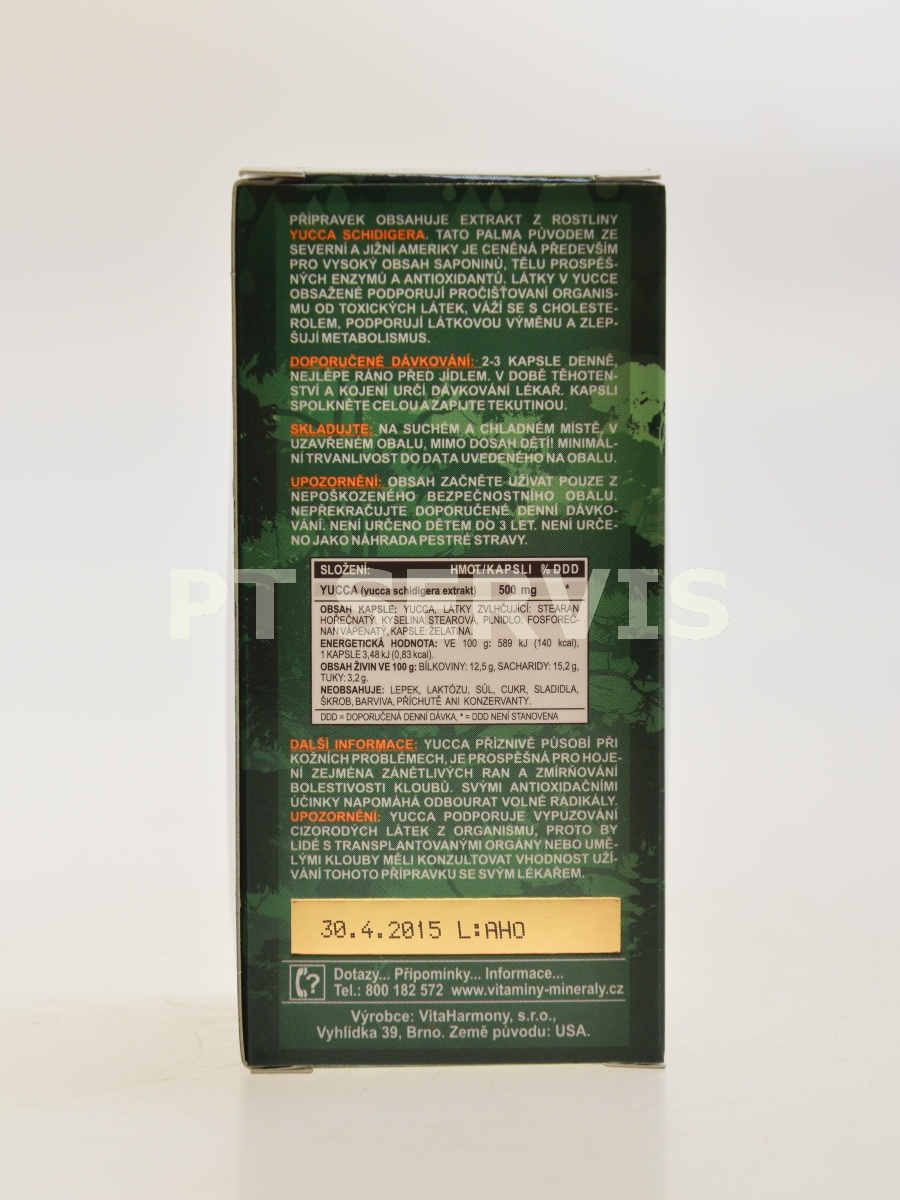 PŘÍPRAVEK OBSAHUJE EXTRAKT Z ROSTLINY
YUCCA SCHIDIGERA. TATO PALMA PŮVODEM ZE
SEVERNÍ A JIŽNÍ AMERIKY JE CENĚNÁ PŘEDEVŠÍM
PRO VYSOKÝ OBSAH SAPONINŮ, TĚLU PROSPĚŠ-
NÝCH ENZYMŮ A ANTIOXIDANTŮ. LÁTKY V YUCCE
OBSAŽENÉ PODPORUJÍ PROČIŠŤOVANÍ ORGANIS-
MU OD TOXICKÝCH LÁTEK, VÁŽÍ SE S CHOLESTE-
ROLEM, PODPORUJÍ LÁTKOVOU VÝMĚNU A ZLEP-
ŠUJÍ METABOLISMUS.
DOPORUČENÉ DÁVKOVÁNÍ: 2-3 KAPSLE DENNĚ,
NEJLÉPE RÁNO PŘED JÍDLEM. V DOBĚ TĚHOTEN-
STVÍ A KOJENÍ URČÍ DÁVKOVÁNÍ LÉKAŘ. KAPSLI
SPOLKNĚTE CELOU A ZAPIJTE TEKUTINOU.
SKLADUJTE: NA SUCHÉM A CHLADNÉM MÍSTĚ, V
UZAVŘENÉM OBALU, MIMO DOSAH DĚTÍ! MINIMÁL-
NÍ TRVANLIVOST DO DATA UVEDENÉHO NA OBALU.
UPOZORNĚNÍ: OBSAH ZAČNĚTE UŽÍVAT POUZE Z
NEPOŠKOZENÉHO BEZPEČNOSTNÍHO OBALU.
NEPŘEKRAČUJTE DOPORUČENÉ DENNÍ DÁVKO-
VÁNÍ. NENÍ URČENO DĚTEM DO 3 LET. NENÍ URČE-
NO JAKO NÁHRADA PESTRÉ STRAVY.
SLOŽENÍ: HMOT./KAPSLI % DDD
YUCCA (yucca schidigera extrakt) 500 mg *
OBSAH KAPSLE: YUCCA, LÁTKY ZVLHČUJÍCÍ: STEARAN
HOŘEČNATÝ, KYSELINA STEAROVÁ, PLNIDLO: FOSFOREČ-
NAN VÁPENATÝ, KAPSLE: ŽELATINA.
ENERGETICKÁ HODNOTA: VE 100 g: 589 kJ (140 kcal),
1 KAPSLE 3,48 kJ (0,83 kcal).
OBSAH ŽIVIN VE 100 g: BÍLKOVINY: 12,5 g, SACHARIDY: 15,2 g,
TUKY: 3,2 g.
NEOBSAHUJE: LEPEK, LAKTÓZU, SŮL, CUKR, SLADIDLA,
ŠKROB, BARVIVA, PŘÍCHUTĚ ANI KONZERVANTY.
DDD = DOPORUČENÁ DENNÍ DÁVKA, * = DDD NENÍ STANOVENA
PT SERVIS
DALŠÍ INFORMACE: YUCCA PŘÍZNIVĚ PŮSOBÍ PŘI
KOŽNÍCH PROBLÉMECH, JE PROSPĚŠNÁ PRO HOJE-
NÍ ZEJMÉNA ZÁNĚTLIVÝCH RAN A ZMÍRŇOVÁNÍ
BOLESTIVOSTI KLOUBŮ. SVÝMI ANTIOXIDAČNÍMI
ÚČINKY NAPOMÁHÁ ODBOURAT VOLNÉ RADIKÁLY.
UPOZORNĚNÍ: YUCCA PODPORUJE VYPUZOVÁNÍ
CIZORODÝCH LÁTEK Z ORGANISMU, PROTO BY
LIDÉ S TRANSPLANTOVANÝMI ORGÁNY NEBO UMĚ-
LÝMI KLOUBY MĚLI KONZULTOVAT VHODNOST UŽÍ-
VÁNÍ TOHOTO PŘÍPRAVKU SE SVÝM LÉKAŘEM.
30.4.2015 L:AHO
Dotazy... Připomínky... Informace...
Tel.: 800 182 572 www.vitaminy-mineraly.cz
Výrobce: VitaHarmony, s.r.o.,
Vyhlídka 39, Brno. Země původu: USA.